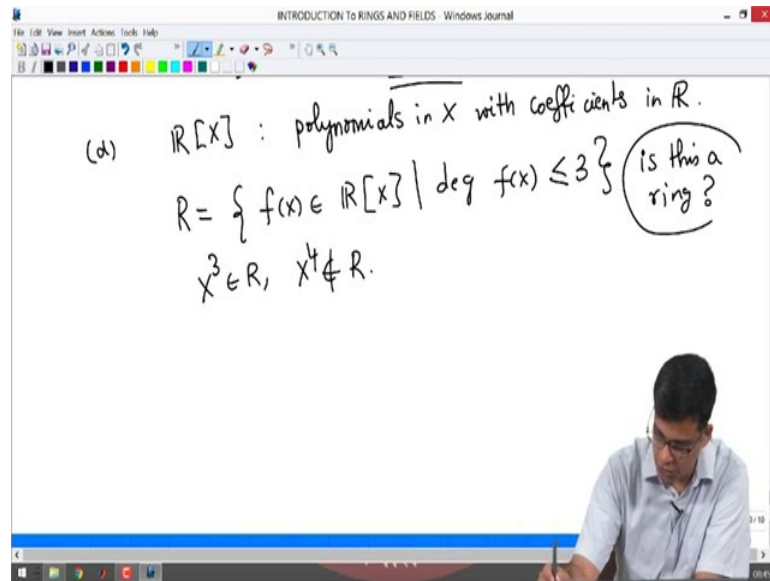 INTRODUCTION To RINGS AND FIELDS - Windows Journal
File Edit View Insert Actions Tools Help
(d) ℝ[X] : polynomials in X with coefficients in ℝ.
R = { f(x) ∈ ℝ[X] | deg f(x) ≤ 3 } is this a
ring?
X³ ∈ R, X⁴ ∉ R.